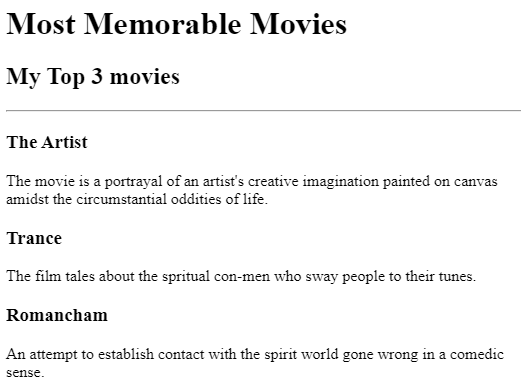 Most Memorable Movies
My Top 3 movies
The Artist
The movie is a portrayal of an artist's creative imagination painted on canvas
amidst the circumstantial oddities of life.
Trance
The film tales about the spritual con-men who sway people to their tunes.
Romancham
An attempt to establish contact with the spirit world gone wrong in a comedic
sense.